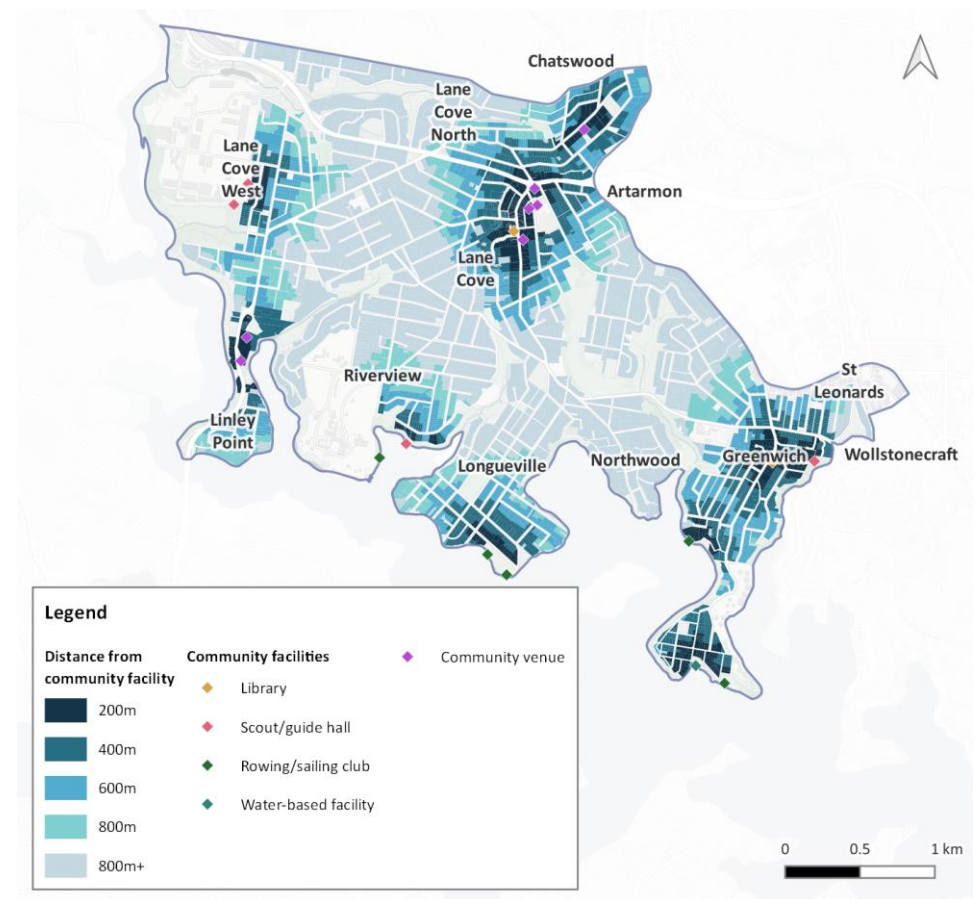 Chatswood
Lane
Cove
North
Lane
Cove
West
Artarmon
Lane
Cove
St
Leonards
Riverview
Linley
Point
Longueville
Northwood
Greenwich
Wollstonecraft
Legend
Distance from
community facility
200m
400m
600m
800m
800m+
Community facilities
Library
Scout/guide hall
Rowing/sailing club
Water-based facility
Community venue
0 0.5 1 km